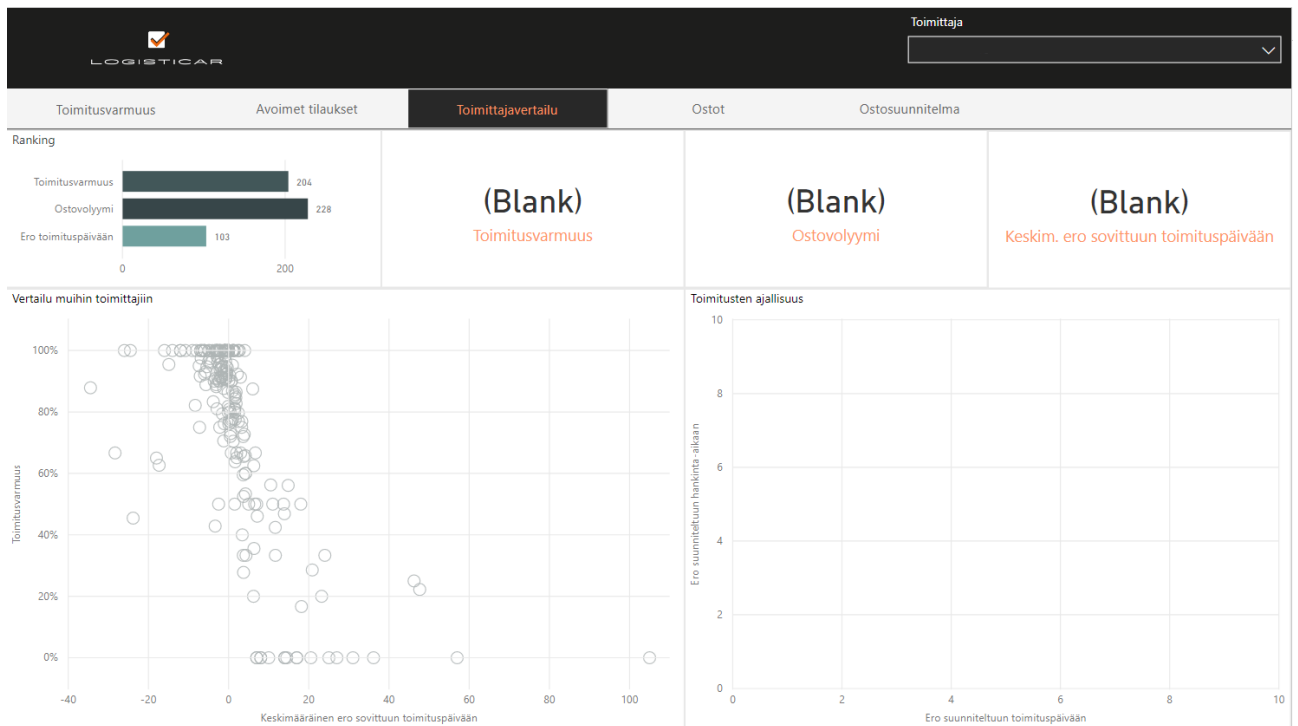 Toimittaja
LOGISTICAR
Toimitusvarmuus
Avoimet tilaukset
Toimittajavertailu
Ostot
Ostosuunnitelma
Ranking
Toimitusvarmuus 204
Ostovolyymi 228
Ero toimituspäivään 103
0 200
(Blank)
Toimitusvarmuus
(Blank)
Ostovolyymi
(Blank)
Keskim. ero sovittuun toimituspäivään
Vertailu muihin toimittajiin
Toimitusvarmuus
100%
80%
60%
40%
20%
0%
-40 -20 0 20 40 60 80 100
Keskimääräinen ero sovittuun toimituspäivään
Toimitusten ajallisuus
Ero suunniteltuun hankinta-aikaan
10
8
6
4
2
0
0 2 4 6 8 10
Ero suunniteltuun toimituspäivään